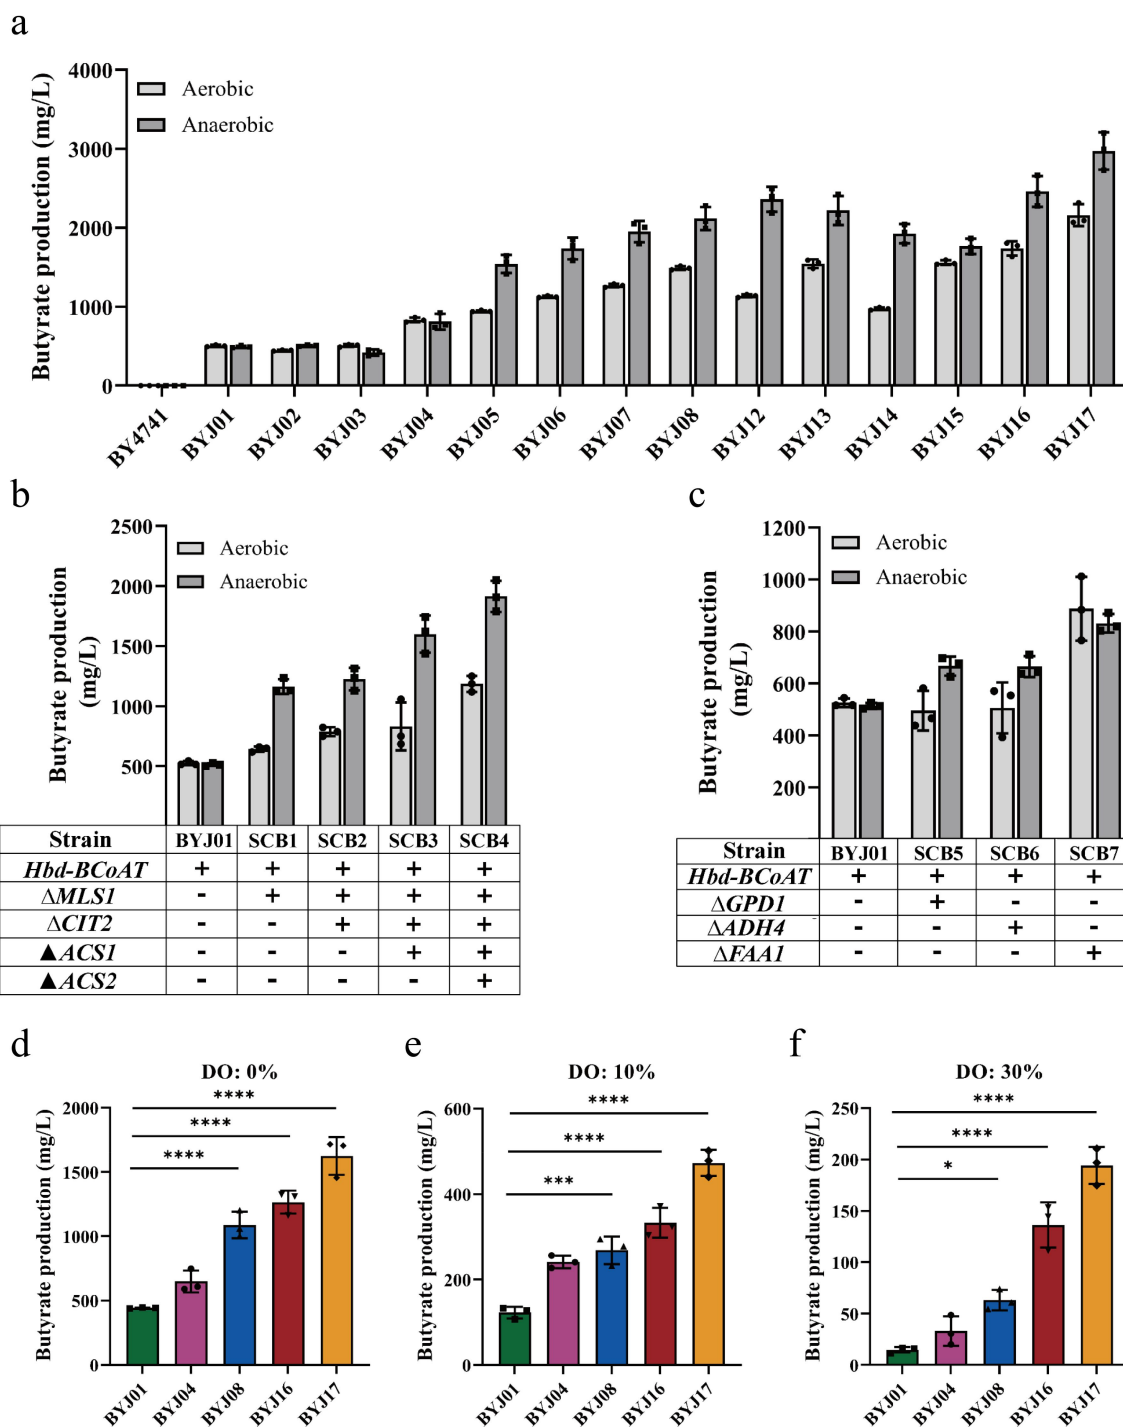 a
Butyrate production (mg/L)
4000
3000
2000
1000
0
Aerobic
Anaerobic
BY4741
BYJ01
BYJ02
BYJ03
BYJ04
BYJ05
BYJ06
BYJ07
BYJ08
BYJ12
BYJ13
BYJ14
BYJ15
BYJ16
BYJ17
b
Butyrate production
(mg/L)
2500
2000
1500
1000
500
Aerobic
Anaerobic
Strain BYJ01 SCB1 SCB2 SCB3 SCB4
Hbd-BCoAT + + + + +
ΔMLS1 - + + + +
ΔCIT2 - - + + +
▲ACS1 - - - + +
▲ACS2 - - - - +
c
Butyrate production
(mg/L)
1200
1000
800
600
400
200
Aerobic
Anaerobic
Strain BYJ01 SCB5 SCB6 SCB7
Hbd-BCoAT + + + +
ΔGPD1 - + - -
ΔADH4 - - + -
ΔFAA1 - - - +
d
DO: 0%
Butyrate production (mg/L)
2000
1500
1000
500
0
****
****
****
BYJ01
BYJ04
BYJ08
BYJ16
BYJ17
e
DO: 10%
Butyrate production (mg/L)
600
400
200
0
****
****
***
BYJ01
BYJ04
BYJ08
BYJ16
BYJ17
f
DO: 30%
Butyrate production (mg/L)
250
200
150
100
50
0
****
****
*
BYJ01
BYJ04
BYJ08
BYJ16
BYJ17